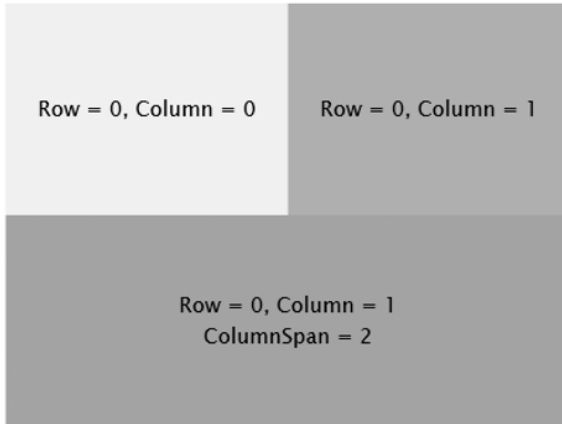 Row = 0, Column = 0
Row = 0, Column = 1
Row = 0, Column = 1
ColumnSpan = 2